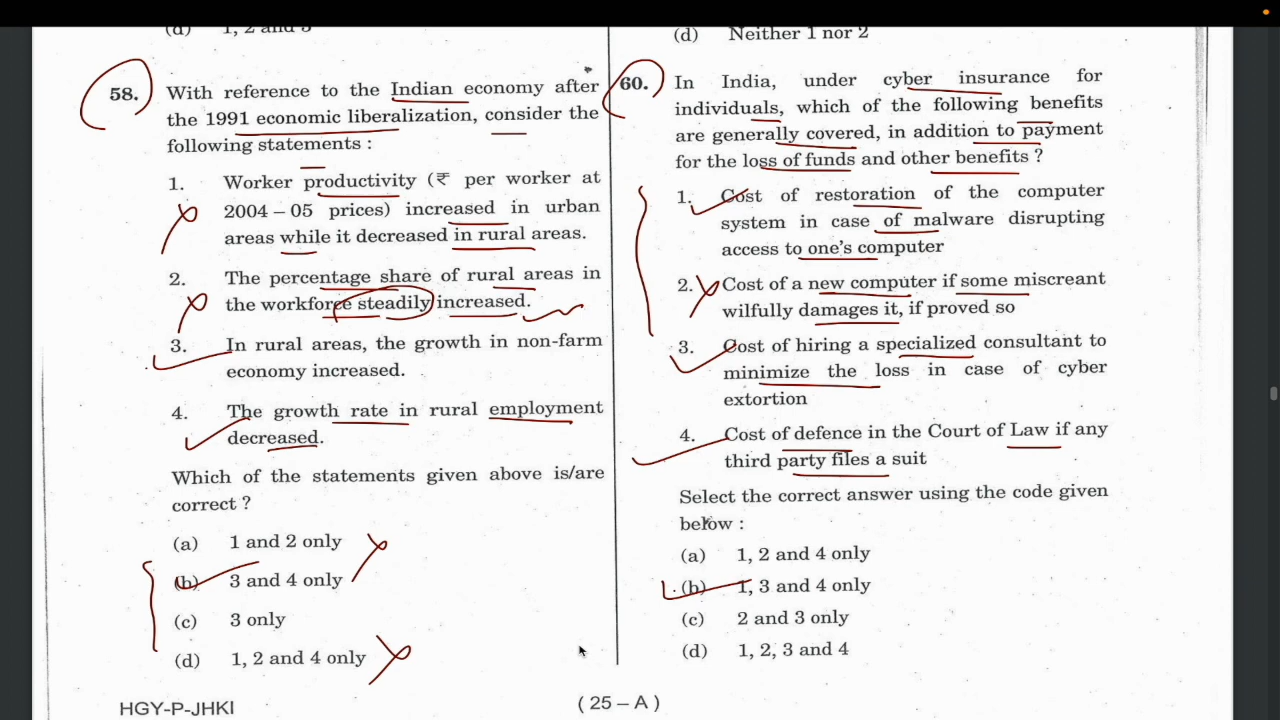 (d) 1, 2 and 3
58. With reference to the Indian economy after
the 1991 economic liberalization, consider the
following statements :
1. Worker productivity (₹ per worker at
2004 – 05 prices) increased in urban
areas while it decreased in rural areas.
2. The percentage share of rural areas in
the workforce steadily increased.
3. In rural areas, the growth in non-farm
economy increased.
4. The growth rate in rural employment
decreased.
Which of the statements given above is/are
correct ?
(a) 1 and 2 only
(b) 3 and 4 only
(c) 3 only
(d) 1, 2 and 4 only
(d) Neither 1 nor 2
60. In India, under cyber insurance for
individuals, which of the following benefits
are generally covered, in addition to payment
for the loss of funds and other benefits ?
1. Cost of restoration of the computer
system in case of malware disrupting
access to one's computer
2. Cost of a new computer if some miscreant
wilfully damages it, if proved so
3. Cost of hiring a specialized consultant to
minimize the loss in case of cyber
extortion
4. Cost of defence in the Court of Law if any
third party files a suit
Select the correct answer using the code given
below :
(a) 1, 2 and 4 only
(b) 1, 3 and 4 only
(c) 2 and 3 only
(d) 1, 2, 3 and 4
HGY-P-JHKI
( 25 – A )